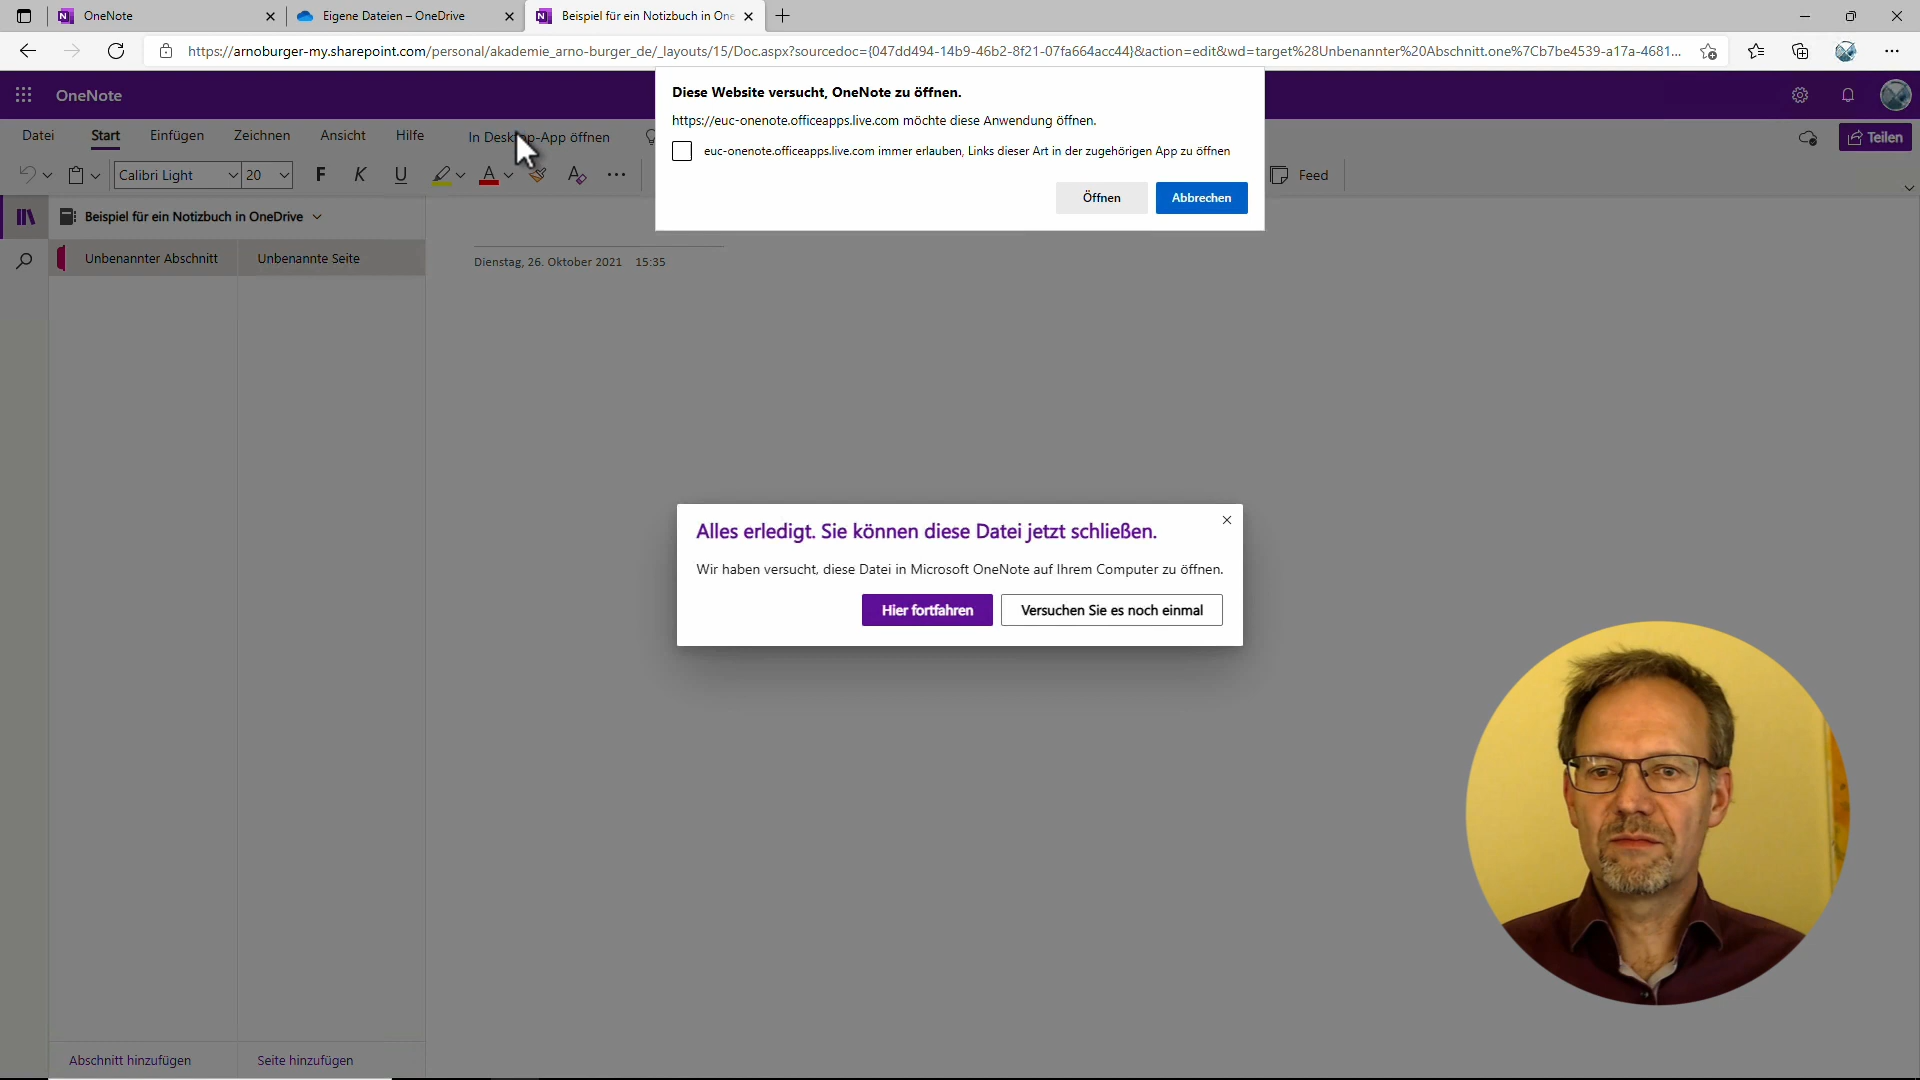 OneNote
Eigene Dateien – OneDrive
Beispiel für ein Notizbuch in One
https://arnoburger-my.sharepoint.com/personal/akademie_arno-burger_de/_layouts/15/Doc.aspx?sourcedoc={047dd494-14b9-46b2-8f21-07fa664acc44}&action=edit&wd=target%28Unbenannter%20Abschnitt.one%7Cb7be4539-a17a-4681...
OneNote
Diese Website versucht, OneNote zu öffnen.
https://euc-onenote.officeapps.live.com möchte diese Anwendung öffnen.
euc-onenote.officeapps.live.com immer erlauben, Links dieser Art in der zugehörigen App zu öffnen
Öffnen
Abbrechen
Datei Start Einfügen Zeichnen Ansicht Hilfe In Desktop-App öffnen
Teilen
Calibri Light 20 F K U A A
Feed
Beispiel für ein Notizbuch in OneDrive
Unbenannter Abschnitt
Unbenannte Seite
Dienstag, 26. Oktober 2021 15:35
Alles erledigt. Sie können diese Datei jetzt schließen.
Wir haben versucht, diese Datei in Microsoft OneNote auf Ihrem Computer zu öffnen.
Hier fortfahren
Versuchen Sie es noch einmal
Abschnitt hinzufügen
Seite hinzufügen